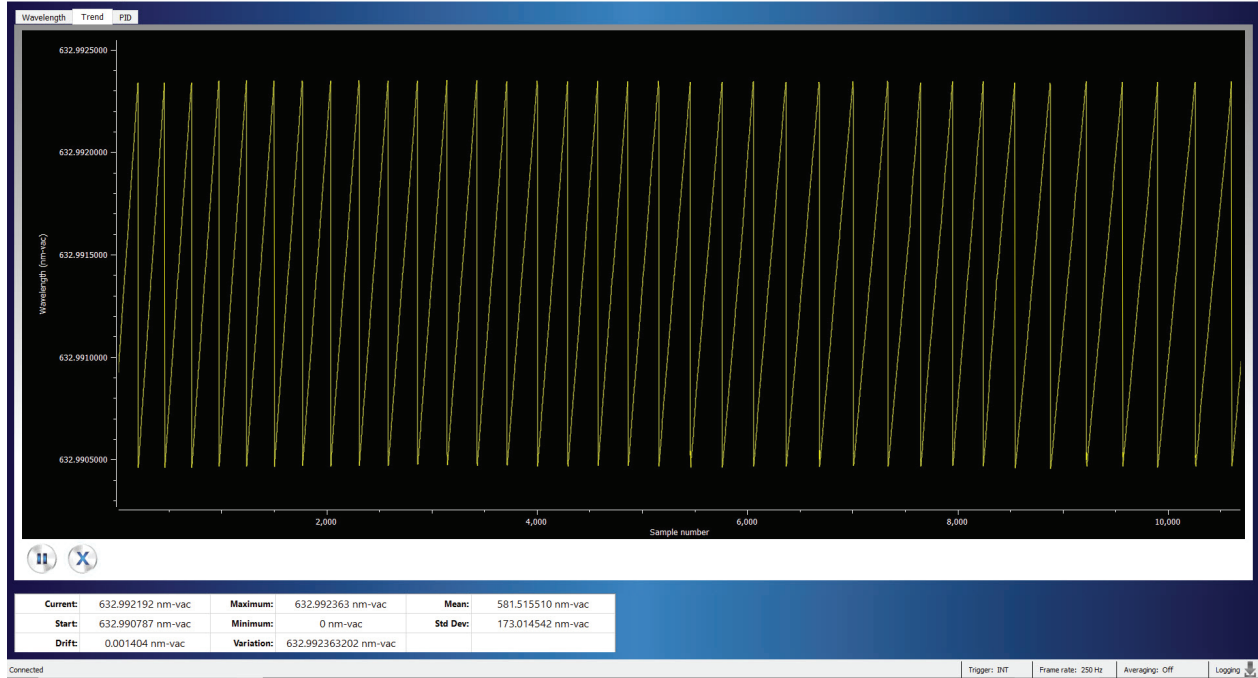 Wavelength Trend PID
632.9925000
632.9920000
632.9915000
632.9910000
632.9905000
Wavelength (nm-vac)
2,000 4,000 6,000 8,000 10,000
Sample number
Current: 632.992192 nm-vac Maximum: 632.992363 nm-vac Mean: 581.515510 nm-vac
Start: 632.990787 nm-vac Minimum: 0 nm-vac Std Dev: 173.014542 nm-vac
Drift: 0.001404 nm-vac Variation: 632.992363202 nm-vac
Connected Trigger: INT Frame rate: 250 Hz Averaging: Off Logging